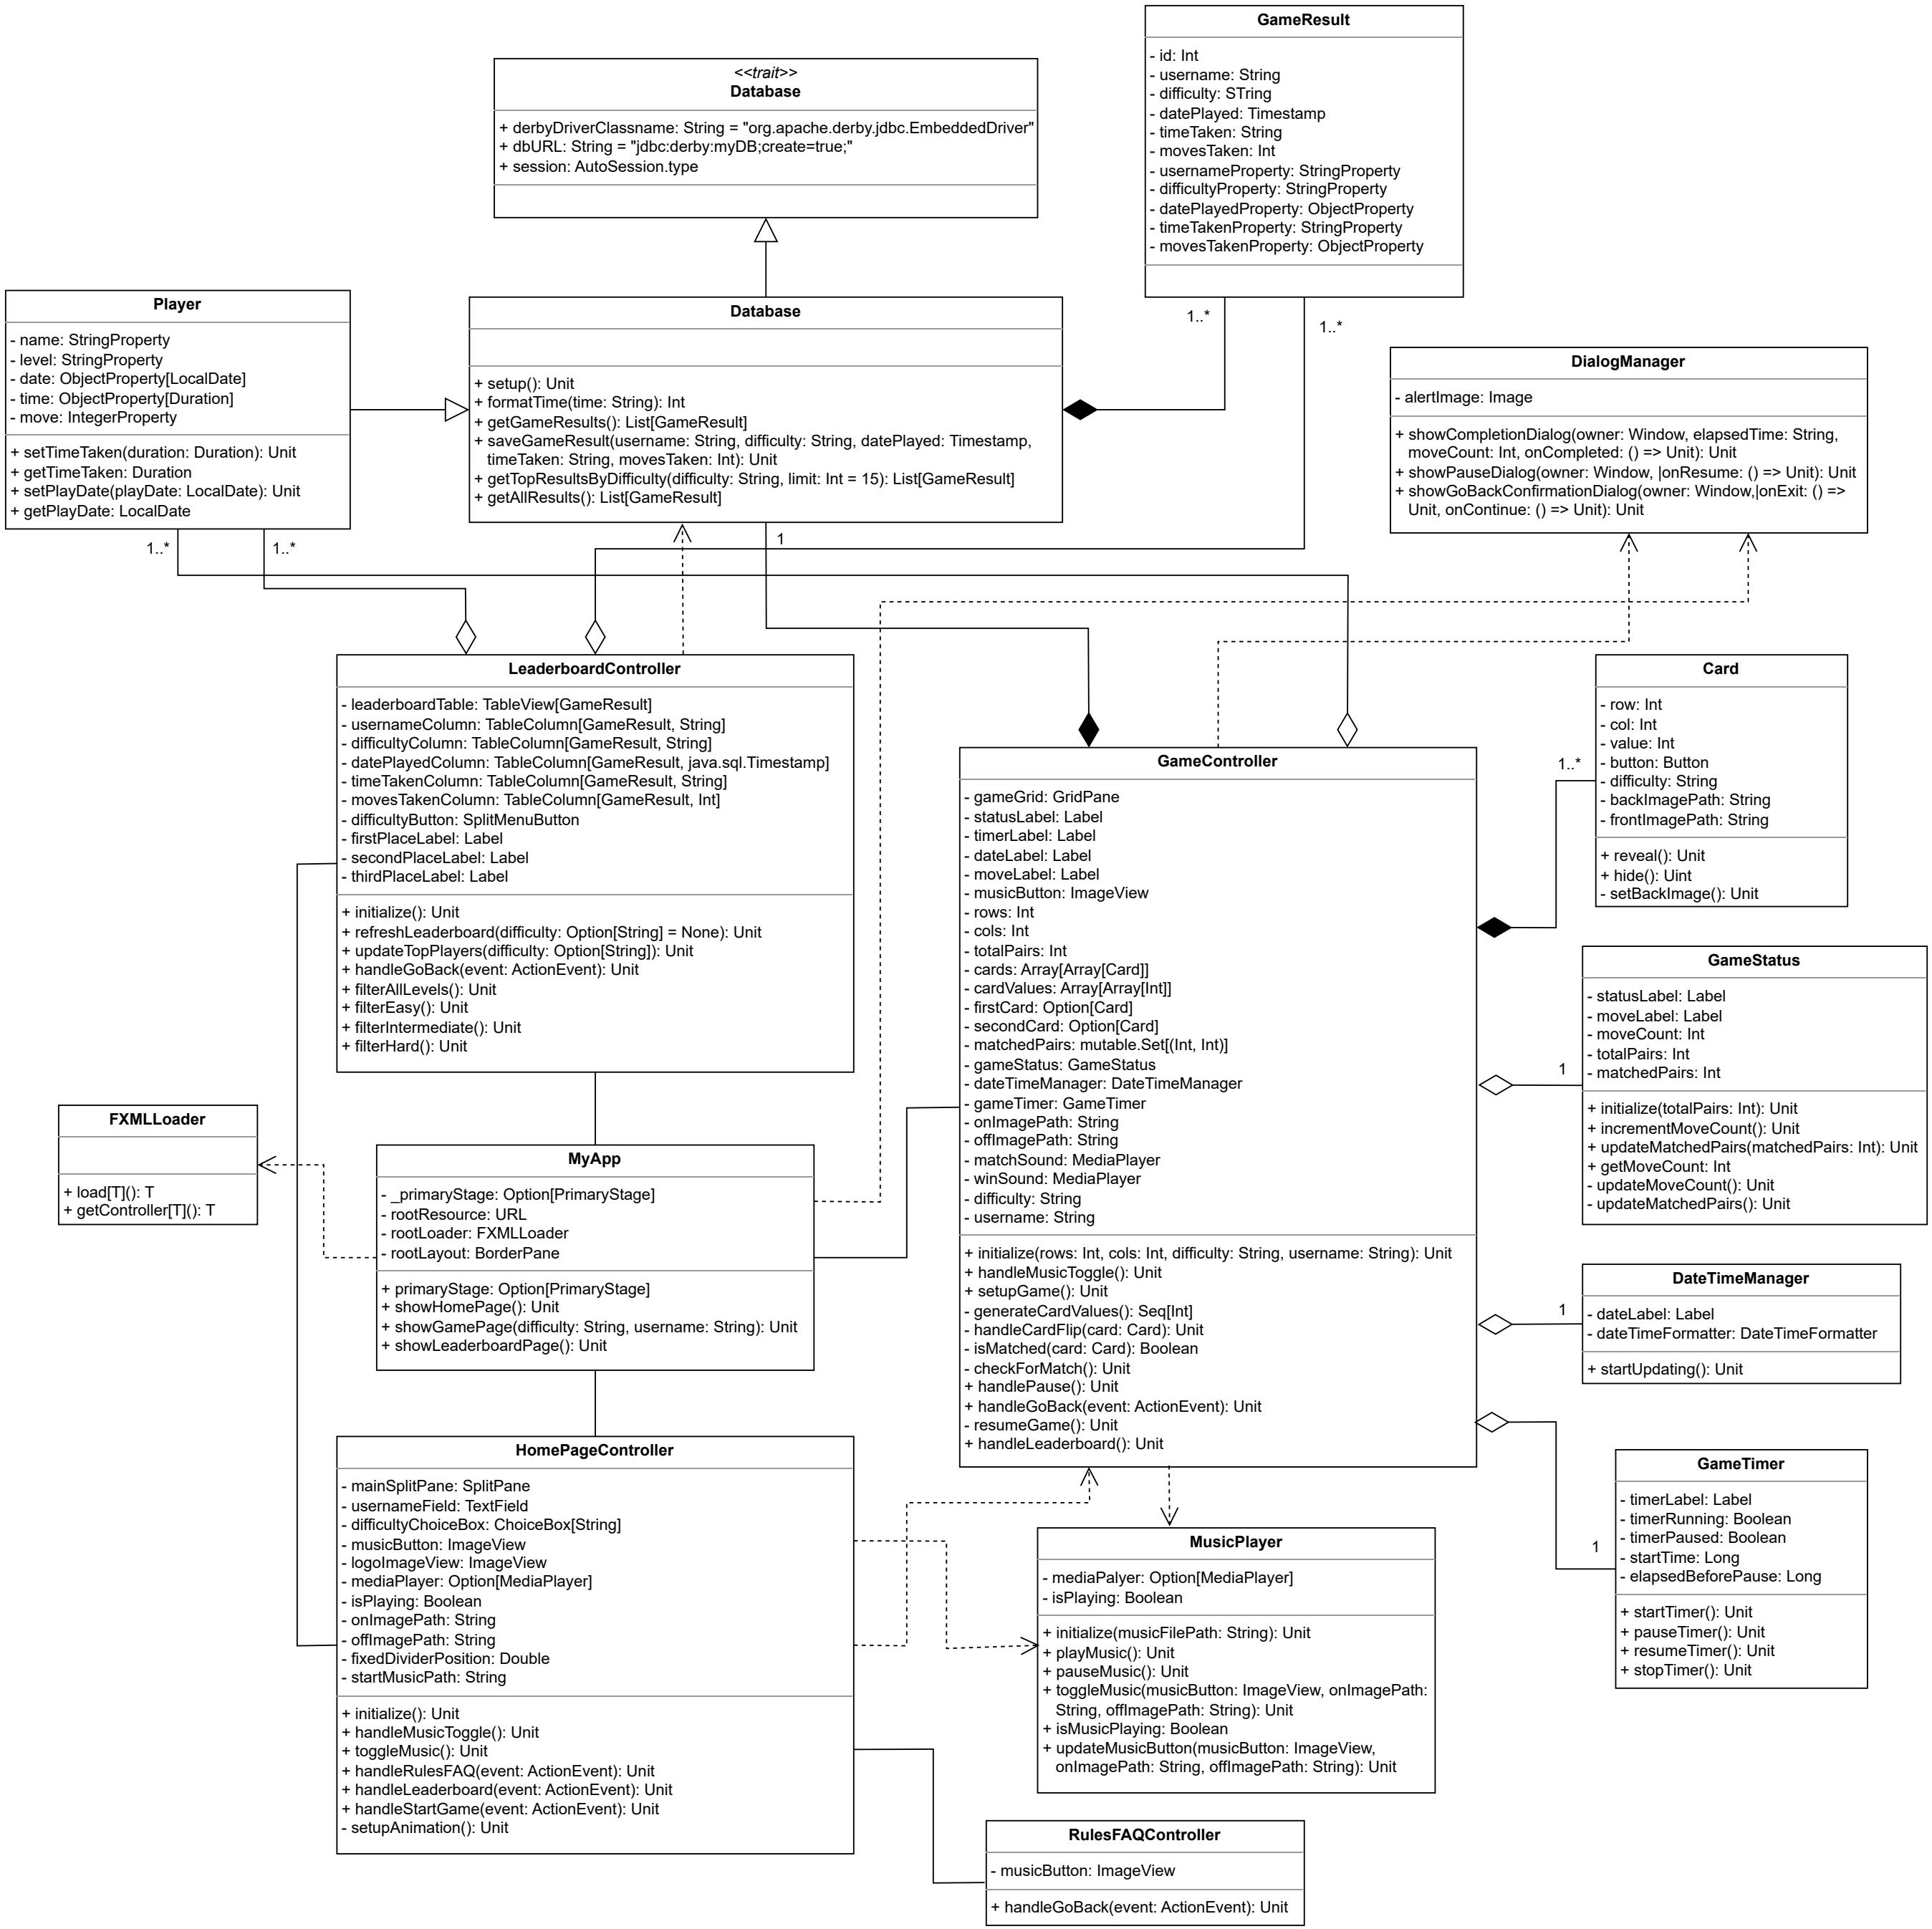 GameResult
- id: Int
- username: String
- difficulty: STring
- datePlayed: Timestamp
- timeTaken: String
- movesTaken: Int
- usernameProperty: StringProperty
- difficultyProperty: StringProperty
- datePlayedProperty: ObjectProperty
- timeTakenProperty: StringProperty
- movesTakenProperty: ObjectProperty
<<trait>>
Database
+ derbyDriverClassname: String = "org.apache.derby.jdbc.EmbeddedDriver"
+ dbURL: String = "jdbc:derby:myDB;create=true;"
+ session: AutoSession.type
Player
- name: StringProperty
- level: StringProperty
- date: ObjectProperty[LocalDate]
- time: ObjectProperty[Duration]
- move: IntegerProperty
+ setTimeTaken(duration: Duration): Unit
+ getTimeTaken: Duration
+ setPlayDate(playDate: LocalDate): Unit
+ getPlayDate: LocalDate
Database
+ setup(): Unit
+ formatTime(time: String): Int
+ getGameResults(): List[GameResult]
+ saveGameResult(username: String, difficulty: String, datePlayed: Timestamp,
timeTaken: String, movesTaken: Int): Unit
+ getTopResultsByDifficulty(difficulty: String, limit: Int = 15): List[GameResult]
+ getAllResults(): List[GameResult]
1..*
1..*
DialogManager
- alertImage: Image
+ showCompletionDialog(owner: Window, elapsedTime: String,
moveCount: Int, onCompleted: () => Unit): Unit
+ showPauseDialog(owner: Window, |onResume: () => Unit): Unit
+ showGoBackConfirmationDialog(owner: Window,|onExit: () =>
Unit, onContinue: () => Unit): Unit
1..*
1..*
1
LeaderboardController
- leaderboardTable: TableView[GameResult]
- usernameColumn: TableColumn[GameResult, String]
- difficultyColumn: TableColumn[GameResult, String]
- datePlayedColumn: TableColumn[GameResult, java.sql.Timestamp]
- timeTakenColumn: TableColumn[GameResult, String]
- movesTakenColumn: TableColumn[GameResult, Int]
- difficultyButton: SplitMenuButton
- firstPlaceLabel: Label
- secondPlaceLabel: Label
- thirdPlaceLabel: Label
+ initialize(): Unit
+ refreshLeaderboard(difficulty: Option[String] = None): Unit
+ updateTopPlayers(difficulty: Option[String]): Unit
+ handleGoBack(event: ActionEvent): Unit
+ filterAllLevels(): Unit
+ filterEasy(): Unit
+ filterIntermediate(): Unit
+ filterHard(): Unit
GameController
- gameGrid: GridPane
- statusLabel: Label
- timerLabel: Label
- dateLabel: Label
- moveLabel: Label
- musicButton: ImageView
- rows: Int
- cols: Int
- totalPairs: Int
- cards: Array[Array[Card]]
- cardValues: Array[Array[Int]]
- firstCard: Option[Card]
- secondCard: Option[Card]
- matchedPairs: mutable.Set[(Int, Int)]
- gameStatus: GameStatus
- dateTimeManager: DateTimeManager
- gameTimer: GameTimer
- onImagePath: String
- offImagePath: String
- matchSound: MediaPlayer
- winSound: MediaPlayer
- difficulty: String
- username: String
+ initialize(rows: Int, cols: Int, difficulty: String, username: String): Unit
+ handleMusicToggle(): Unit
+ setupGame(): Unit
- generateCardValues(): Seq[Int]
- handleCardFlip(card: Card): Unit
- isMatched(card: Card): Boolean
- checkForMatch(): Unit
+ handlePause(): Unit
+ handleGoBack(event: ActionEvent): Unit
- resumeGame(): Unit
+ handleLeaderboard(): Unit
Card
- row: Int
- col: Int
- value: Int
- button: Button
- difficulty: String
- backImagePath: String
- frontImagePath: String
+ reveal(): Unit
+ hide(): Uint
- setBackImage(): Unit
1..*
GameStatus
- statusLabel: Label
- moveLabel: Label
- moveCount: Int
- totalPairs: Int
- matchedPairs: Int
+ initialize(totalPairs: Int): Unit
+ incrementMoveCount(): Unit
+ updateMatchedPairs(matchedPairs: Int): Unit
+ getMoveCount: Int
- updateMoveCount(): Unit
- updateMatchedPairs(): Unit
1
FXMLLoader
+ load[T](): T
+ getController[T](): T
MyApp
- _primaryStage: Option[PrimaryStage]
- rootResource: URL
- rootLoader: FXMLLoader
- rootLayout: BorderPane
+ primaryStage: Option[PrimaryStage]
+ showHomePage(): Unit
+ showGamePage(difficulty: String, username: String): Unit
+ showLeaderboardPage(): Unit
DateTimeManager
- dateLabel: Label
- dateTimeFormatter: DateTimeFormatter
+ startUpdating(): Unit
1
HomePageController
- mainSplitPane: SplitPane
- usernameField: TextField
- difficultyChoiceBox: ChoiceBox[String]
- musicButton: ImageView
- logoImageView: ImageView
- mediaPlayer: Option[MediaPlayer]
- isPlaying: Boolean
- onImagePath: String
- offImagePath: String
- fixedDividerPosition: Double
- startMusicPath: String
+ initialize(): Unit
+ handleMusicToggle(): Unit
+ toggleMusic(): Unit
+ handleRulesFAQ(event: ActionEvent): Unit
+ handleLeaderboard(event: ActionEvent): Unit
+ handleStartGame(event: ActionEvent): Unit
- setupAnimation(): Unit
GameTimer
- timerLabel: Label
- timerRunning: Boolean
- timerPaused: Boolean
- startTime: Long
- elapsedBeforePause: Long
+ startTimer(): Unit
+ pauseTimer(): Unit
+ resumeTimer(): Unit
+ stopTimer(): Unit
1
MusicPlayer
- mediaPalyer: Option[MediaPlayer]
- isPlaying: Boolean
+ initialize(musicFilePath: String): Unit
+ playMusic(): Unit
+ pauseMusic(): Unit
+ toggleMusic(musicButton: ImageView, onImagePath:
String, offImagePath: String): Unit
+ isMusicPlaying: Boolean
+ updateMusicButton(musicButton: ImageView,
onImagePath: String, offImagePath: String): Unit
RulesFAQController
- musicButton: ImageView
+ handleGoBack(event: ActionEvent): Unit